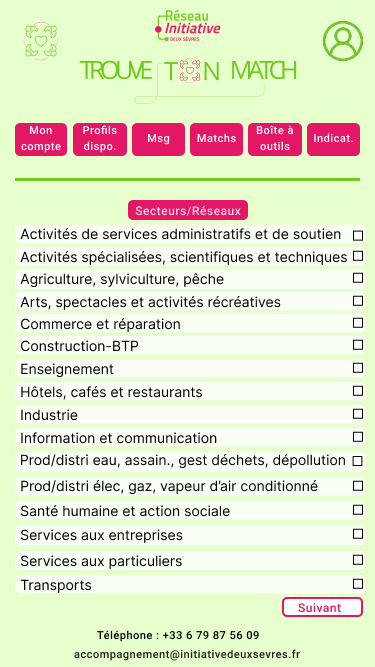 Réseau
Initiative
DEUX SÈVRES
TROUVE T N MATCH
Mon compte
Profils dispo.
Msg
Matchs
Boîte à outils
Indicat.
Secteurs/Réseaux
Activités de services administratifs et de soutien
Activités spécialisées, scientifiques et techniques
Agriculture, sylviculture, pêche
Arts, spectacles et activités récréatives
Commerce et réparation
Construction-BTP
Enseignement
Hôtels, cafés et restaurants
Industrie
Information et communication
Prod/distri eau, assain., gest déchets, dépollution
Prod/distri élec, gaz, vapeur d’air conditionné
Santé humaine et action sociale
Services aux entreprises
Services aux particuliers
Transports
Suivant
Téléphone : +33 6 79 87 56 09
accompagnement@initiativedeuxsevres.fr